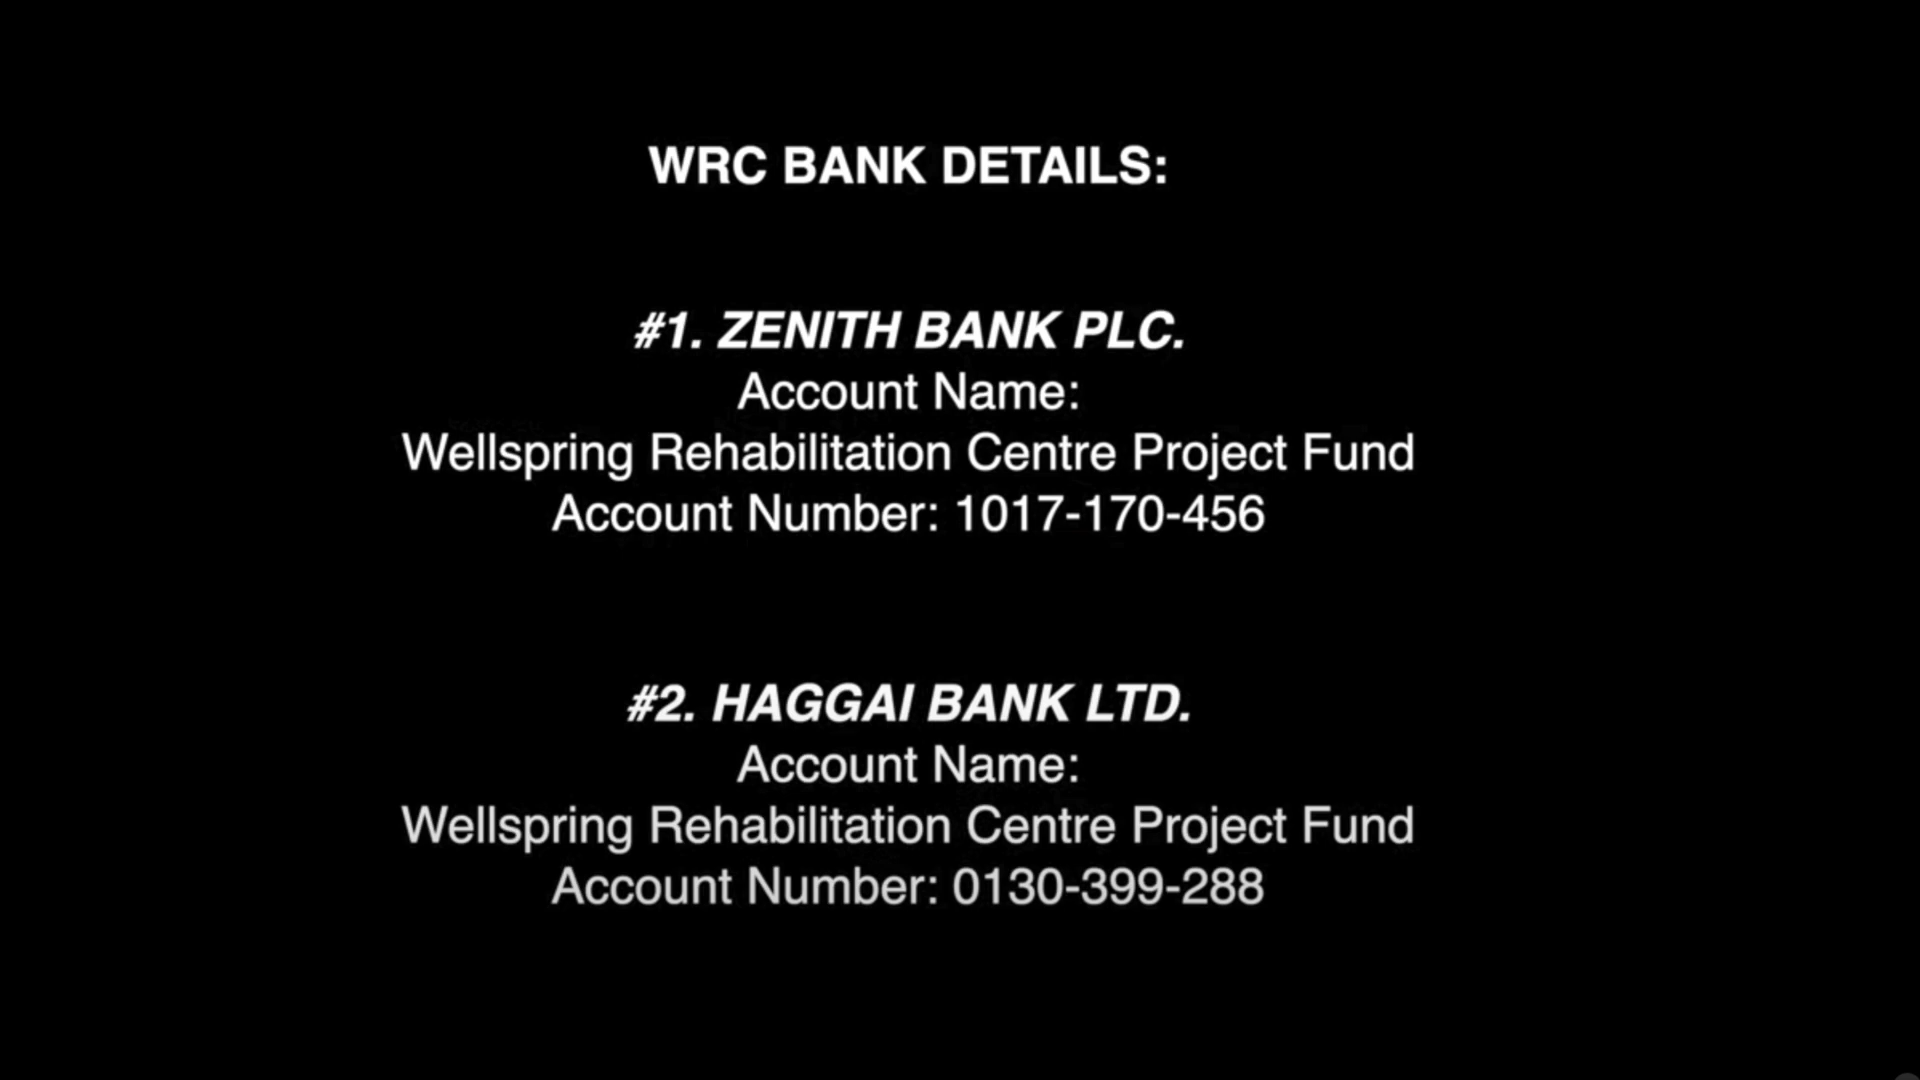 WRC BANK DETAILS:
#1. ZENITH BANK PLC.
Account Name:
Wellspring Rehabilitation Centre Project Fund
Account Number: 1017-170-456
#2. HAGGAI BANK LTD.
Account Name:
Wellspring Rehabilitation Centre Project Fund
Account Number: 0130-399-288